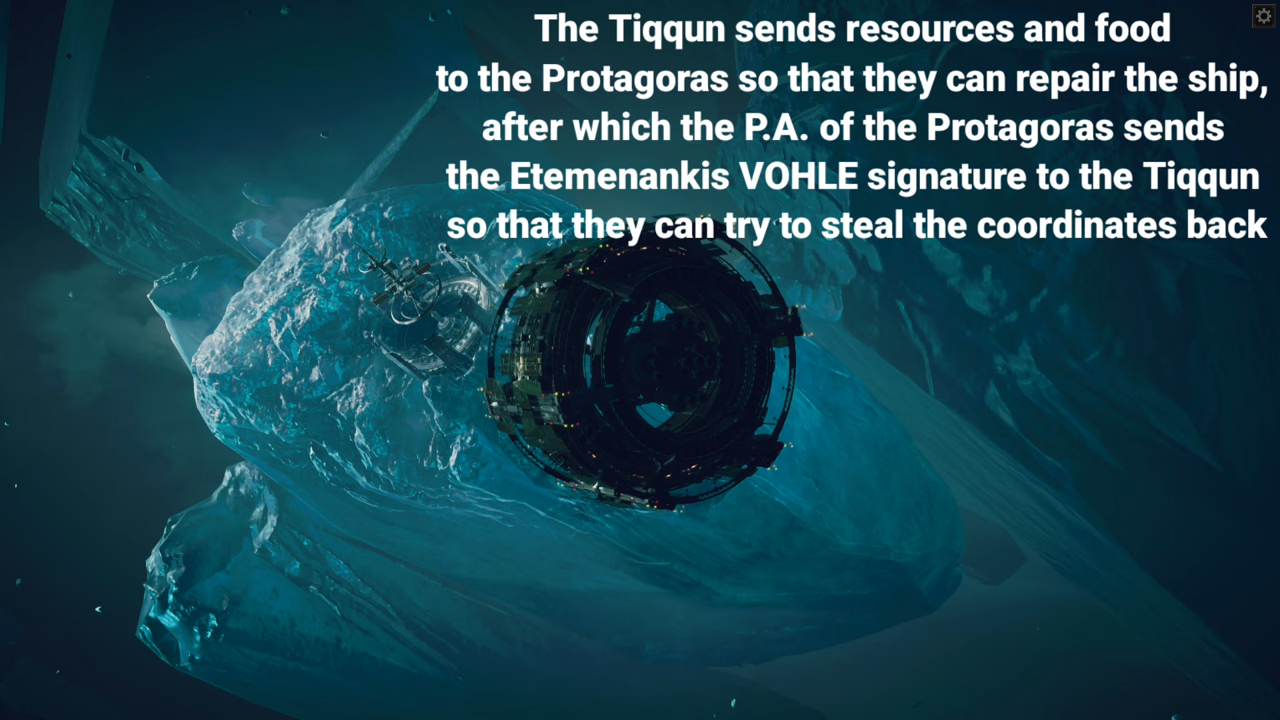 The Tiqqun sends resources and food
to the Protagoras so that they can repair the ship,
after which the P.A. of the Protagoras sends
the Etemenankis VOHLE signature to the Tiqqun
so that they can try to steal the coordinates back